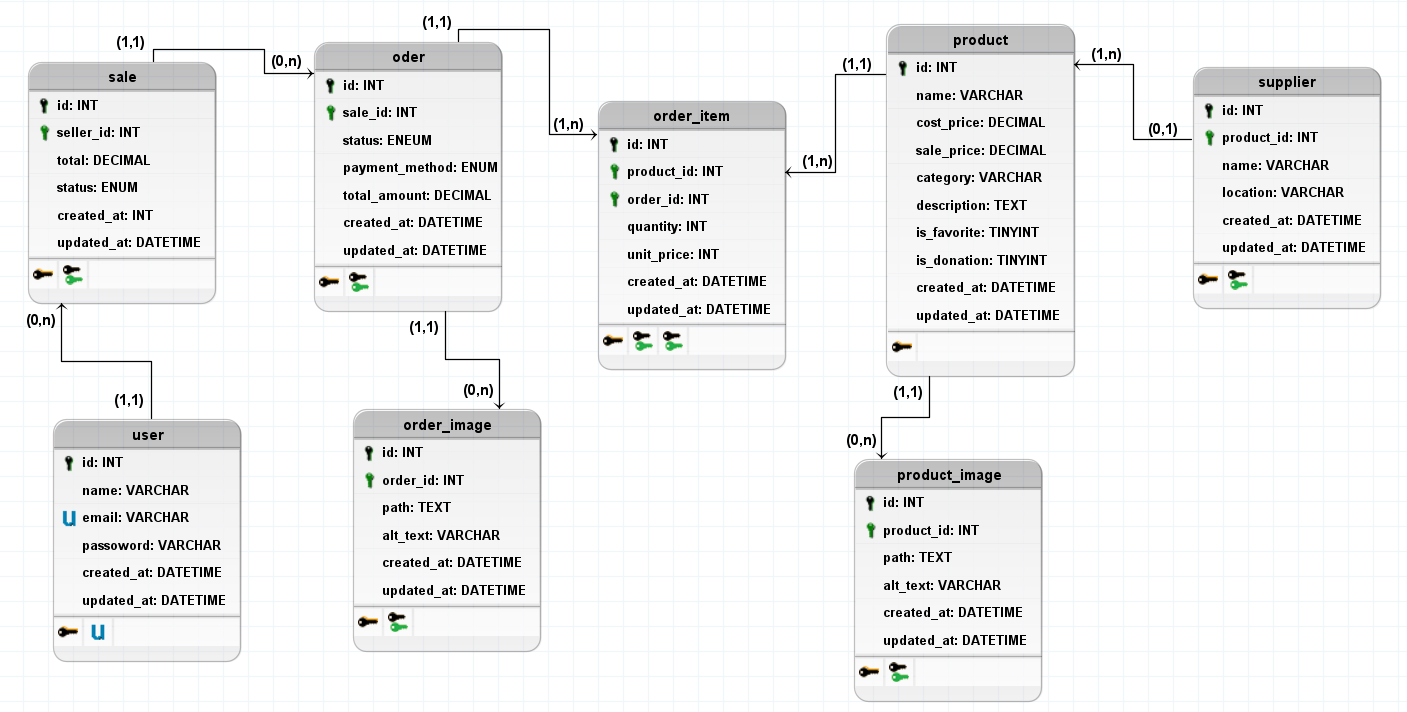 (1,1)
(0,n)
sale
id: INT
seller_id: INT
total: DECIMAL
status: ENUM
created_at: INT
updated_at: DATETIME
(0,n)
(1,1)
user
id: INT
name: VARCHAR
u email: VARCHAR
passoword: VARCHAR
created_at: DATETIME
updated_at: DATETIME
u
(1,1)
(1,n)
oder
id: INT
sale_id: INT
status: ENEUM
payment_method: ENUM
total_amount: DECIMAL
created_at: DATETIME
updated_at: DATETIME
(1,1)
(0,n)
order_image
id: INT
order_id: INT
path: TEXT
alt_text: VARCHAR
created_at: DATETIME
updated_at: DATETIME
order_item
id: INT
product_id: INT
order_id: INT
quantity: INT
unit_price: INT
created_at: DATETIME
updated_at: DATETIME
(1,1)
(1,n)
product
id: INT
name: VARCHAR
cost_price: DECIMAL
sale_price: DECIMAL
category: VARCHAR
description: TEXT
is_favorite: TINYINT
is_donation: TINYINT
created_at: DATETIME
updated_at: DATETIME
(1,1)
(0,n)
product_image
id: INT
product_id: INT
path: TEXT
alt_text: VARCHAR
created_at: DATETIME
updated_at: DATETIME
(1,n)
(0,1)
supplier
id: INT
product_id: INT
name: VARCHAR
location: VARCHAR
created_at: DATETIME
updated_at: DATETIME